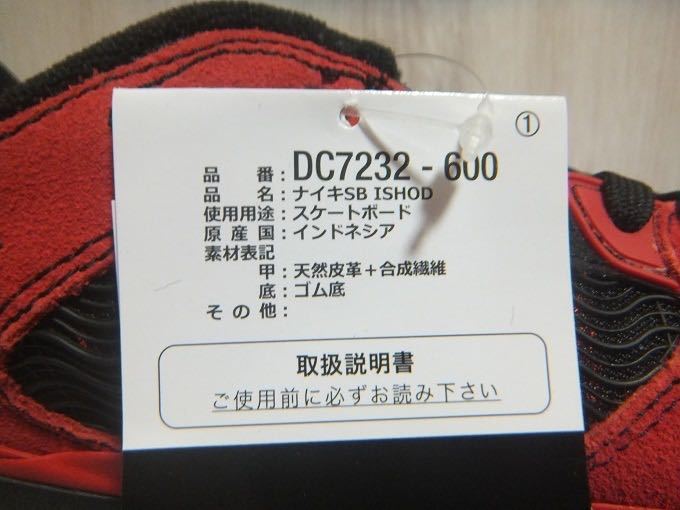 ①
品番：DC7232-600
品名：ナイキSB ISHOD
使用用途：スケートボード
原産国：インドネシア
素材表記
甲：天然皮革＋合成繊維
底：ゴム底
その他：
取扱説明書
ご使用前に必ずお読み下さい